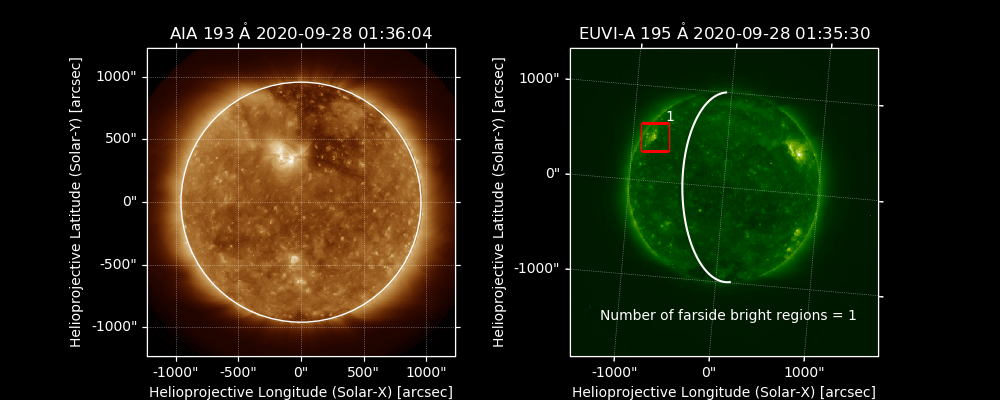 AIA 193 Å 2020-09-28 01:36:04
Helioprojective Latitude (Solar-Y) [arcsec]
1000"
500"
0"
-500"
-1000"
-1000"
-500"
0"
500"
1000"
Helioprojective Longitude (Solar-X) [arcsec]
EUVI-A 195 Å 2020-09-28 01:35:30
Helioprojective Latitude (Solar-Y) [arcsec]
1000"
0"
-1000"
1
Number of farside bright regions = 1
-1000"
0"
1000"
Helioprojective Longitude (Solar-X) [arcsec]